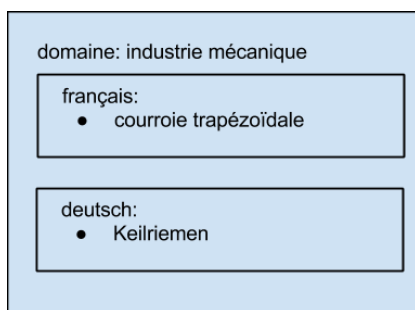 domaine: industrie mécanique
français:
● courroie trapézoïdale
deutsch:
● Keilriemen